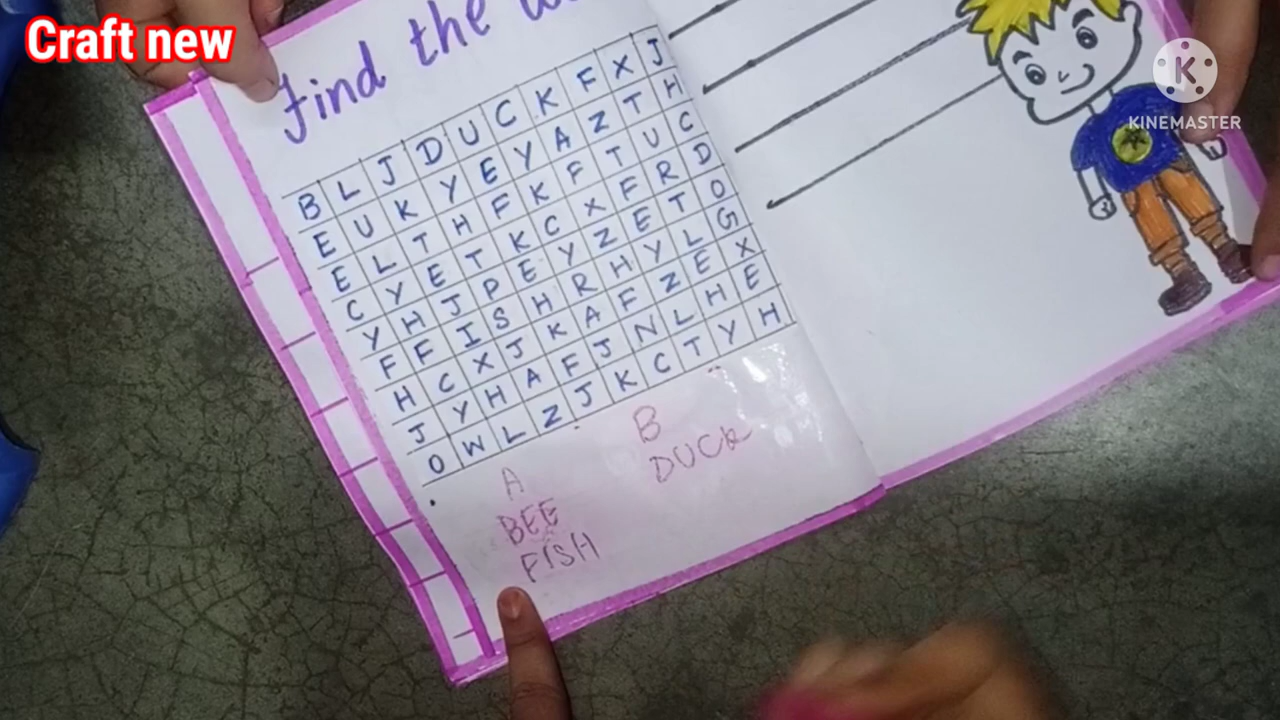 Craft new
Find the
B L J D U C K F X J
E U K Y E Y A Z T H
E L T H F K F T U C
C Y E T K C X F R D
Y H J P E Y Z E T O
F F I S H R H Y L G
H C X J K A F Z E X
J Y H A F J N L H E
O W L Z J K C T Y H
A
BEE
FISH
B
DUCK
K
KINEMASTER